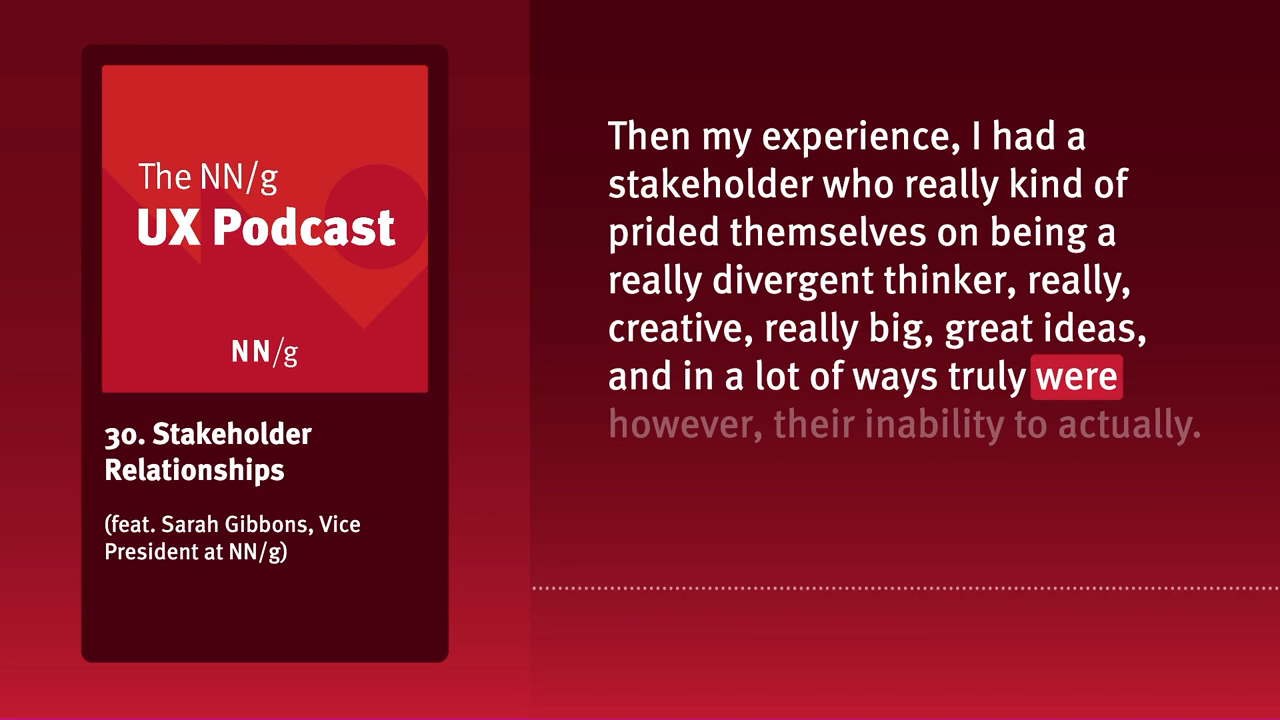 The NN/g
UX Podcast
NN/g
30. Stakeholder
Relationships
(feat. Sarah Gibbons, Vice
President at NN/g)
Then my experience, I had a
stakeholder who really kind of
prided themselves on being a
really divergent thinker, really,
creative, really big, great ideas,
and in a lot of ways truly were
however, their inability to actually.